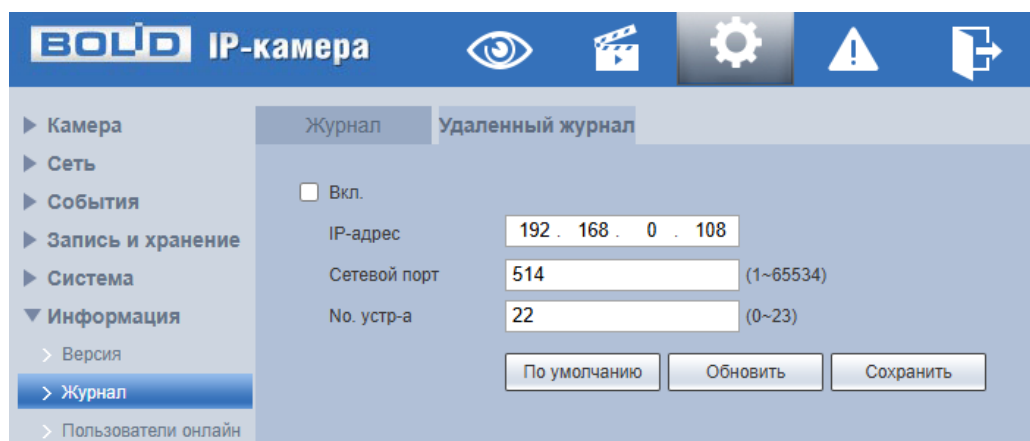 BOLID IP-камера
Камера
Сеть
События
Запись и хранение
Система
Информация
Версия
Журнал
Пользователи онлайн
Журнал Удаленный журнал
Вкл.
IP-адрес 192 . 168 . 0 . 108
Сетевой порт 514 (1~65534)
No. устр-а 22 (0~23)
По умолчанию Обновить Сохранить